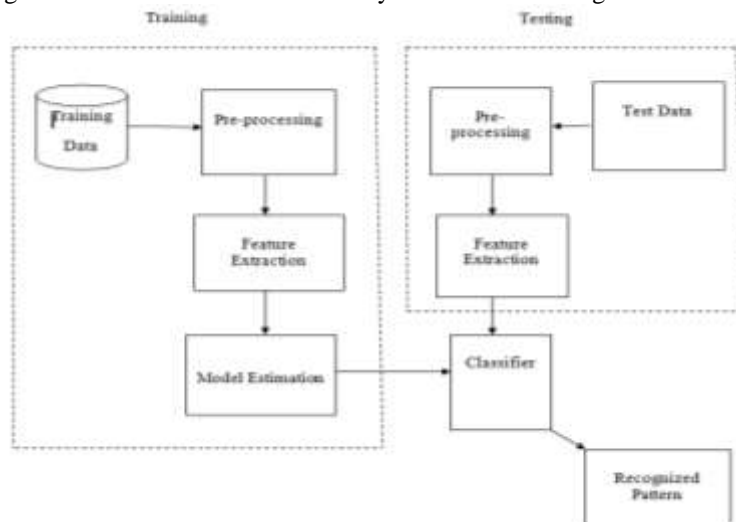 Training
Testing
Training
Data
Pre-processing
Pre-
processing
Test Data
Feature
Extraction
Feature
Extraction
Model Estimation
Classifier
Recognized
Pattern